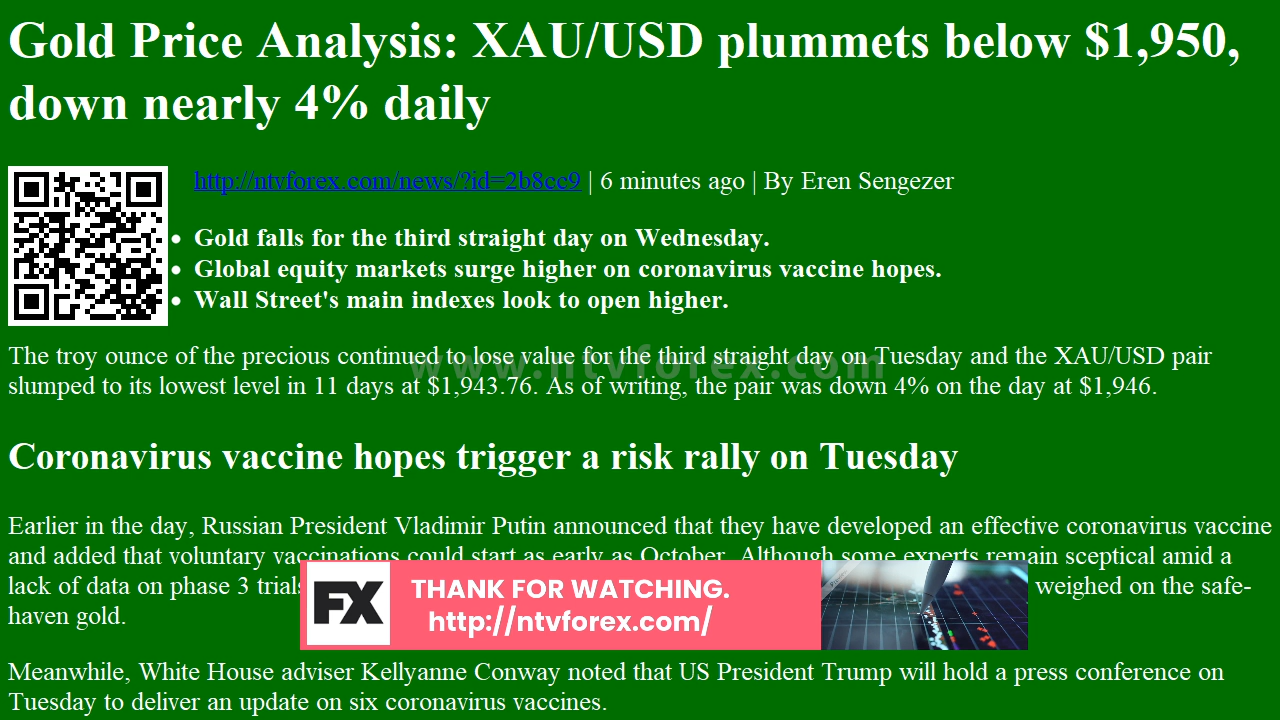 Gold Price Analysis: XAU/USD plummets below $1,950,
down nearly 4% daily
http://ntvforex.com/news/?id=2b8cc9 | 6 minutes ago | By Eren Sengezer
Gold falls for the third straight day on Wednesday.
Global equity markets surge higher on coronavirus vaccine hopes.
Wall Street's main indexes look to open higher.
www.ntvforex.com
The troy ounce of the precious continued to lose value for the third straight day on Tuesday and the XAU/USD pair
slumped to its lowest level in 11 days at $1,943.76. As of writing, the pair was down 4% on the day at $1,946.
Coronavirus vaccine hopes trigger a risk rally on Tuesday
Earlier in the day, Russian President Vladimir Putin announced that they have developed an effective coronavirus vaccine
and added that voluntary vaccinations could start as early as October. Although some experts remain sceptical amid a
lack of data on phase 3 trials weighed on the safe-
haven gold.
FX
THANK FOR WATCHING.
http://ntvforex.com/
Meanwhile, White House adviser Kellyanne Conway noted that US President Trump will hold a press conference on
Tuesday to deliver an update on six coronavirus vaccines.